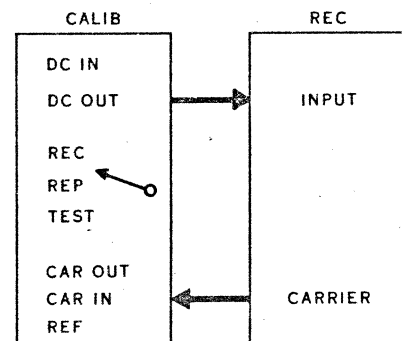 CALIB
REC
DC IN
DC OUT
INPUT
REC
REP
TEST
CAR OUT
CAR IN
CARRIER
REF